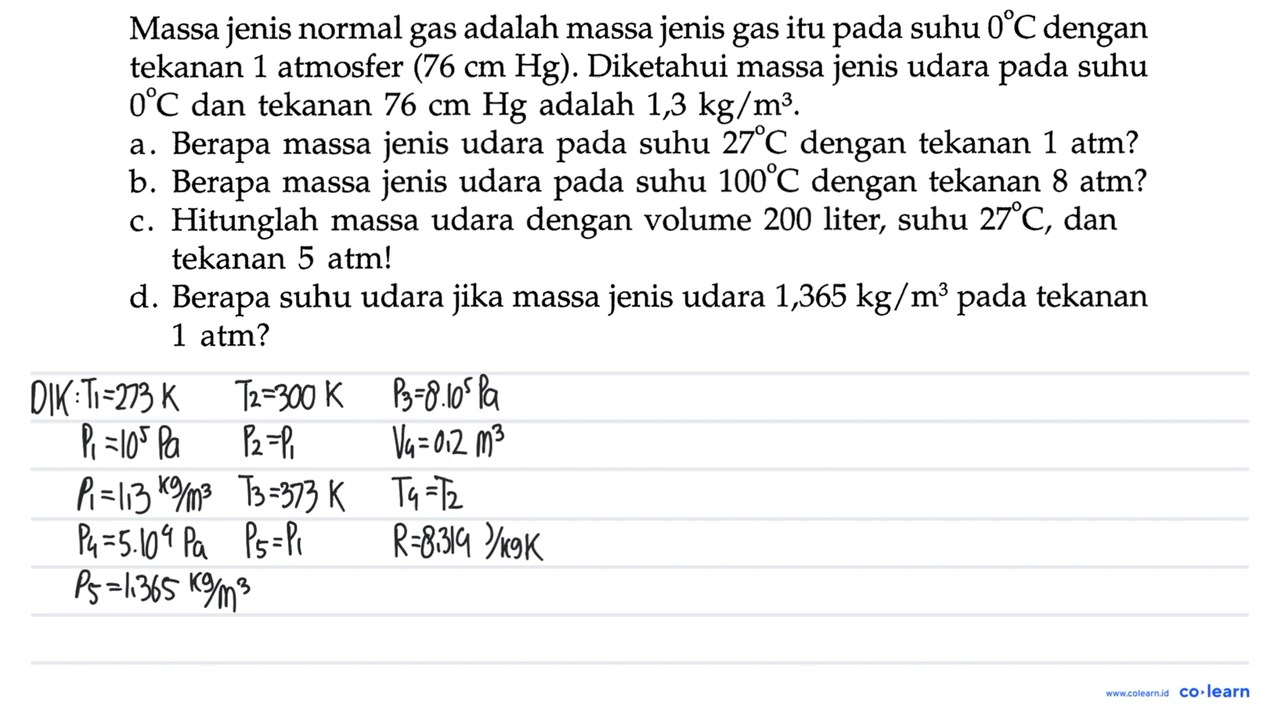 Massa jenis normal gas adalah massa jenis gas itu pada suhu 0°C dengan
tekanan 1 atmosfer (76 cm Hg). Diketahui massa jenis udara pada suhu
0°C dan tekanan 76 cm Hg adalah 1,3 kg/m³.
a. Berapa massa jenis udara pada suhu 27°C dengan tekanan 1 atm?
b. Berapa massa jenis udara pada suhu 100°C dengan tekanan 8 atm?
c. Hitunglah massa udara dengan volume 200 liter, suhu 27°C, dan
tekanan 5 atm!
d. Berapa suhu udara jika massa jenis udara 1,365 kg/m³ pada tekanan
1 atm?
DIK: T₁=273 K T₂=300 K P₃=8.10⁵ Pa
P₁=10⁵ Pa P₂=P₁ V₄=0,2 m³
ρ₁=1,3 kg/m³ T₃=373 K T₄=T₂
P₄=5.10⁴ Pa P₅=P₁ R=8,314 J/kgK
ρ₅=1,365 kg/m³
www.colearn.id co·learn